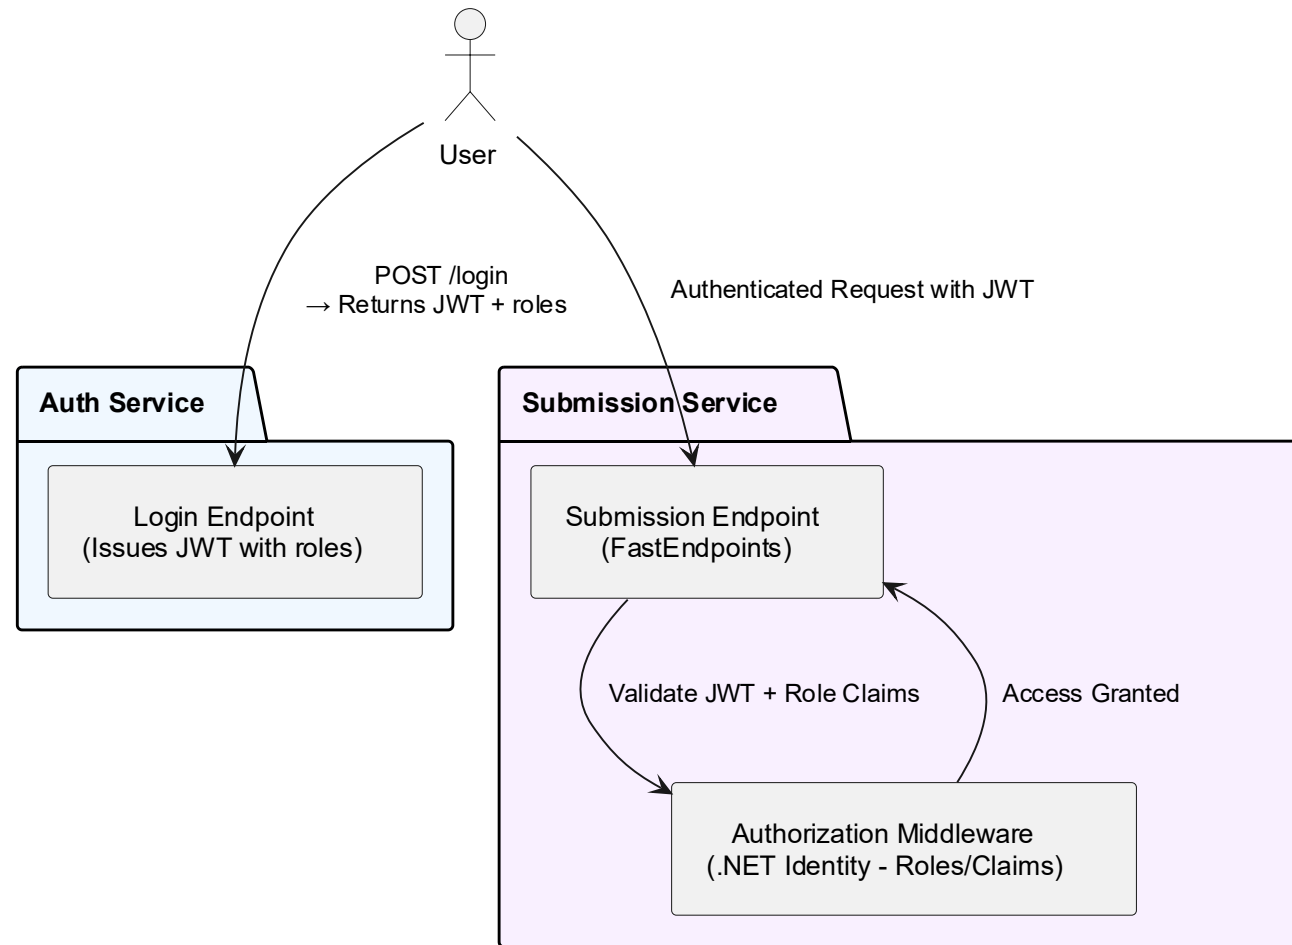 User
POST /login
→ Returns JWT + roles
Authenticated Request with JWT
Auth Service
Submission Service
Login Endpoint
(Issues JWT with roles)
Submission Endpoint
(FastEndpoints)
Validate JWT + Role Claims
Access Granted
Authorization Middleware
(.NET Identity - Roles/Claims)